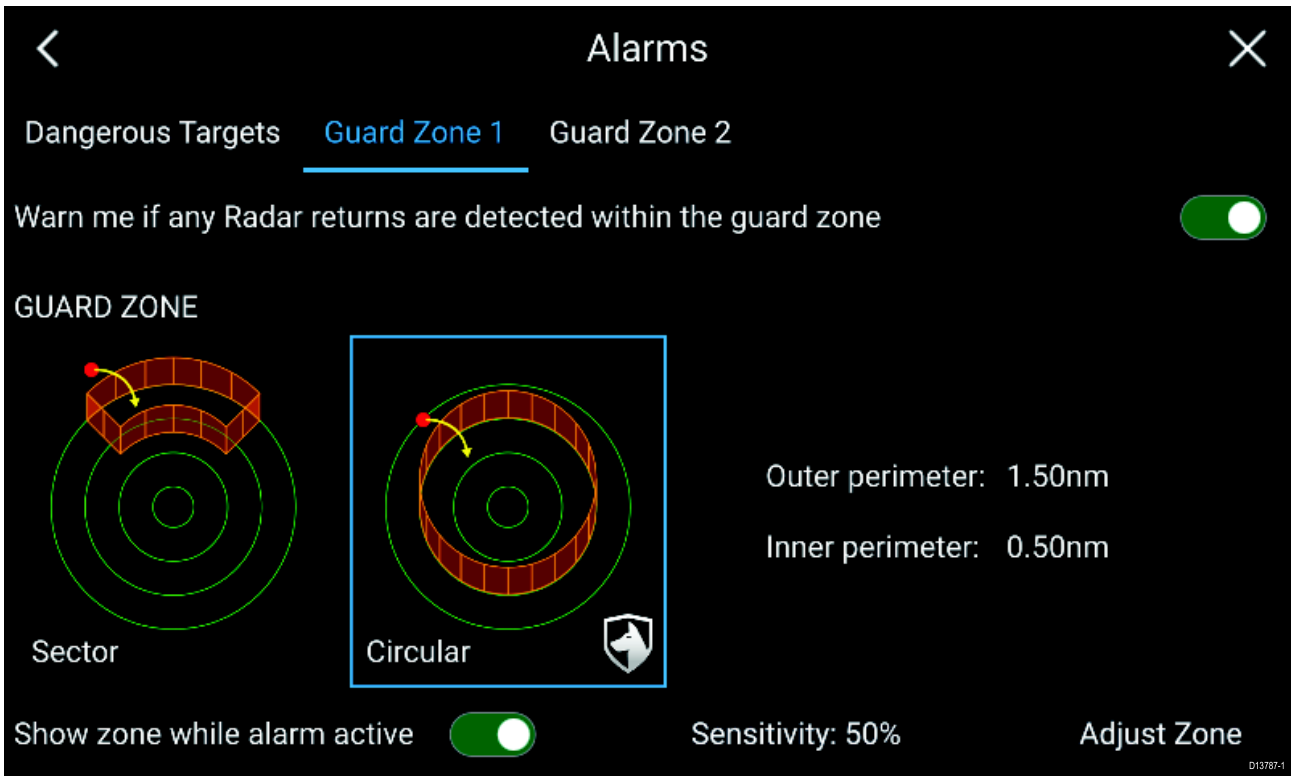 Alarms
Dangerous Targets Guard Zone 1 Guard Zone 2
Warn me if any Radar returns are detected within the guard zone
GUARD ZONE
Outer perimeter: 1.50nm
Inner perimeter: 0.50nm
Sector Circular
Show zone while alarm active Sensitivity: 50% Adjust Zone
D13787-1